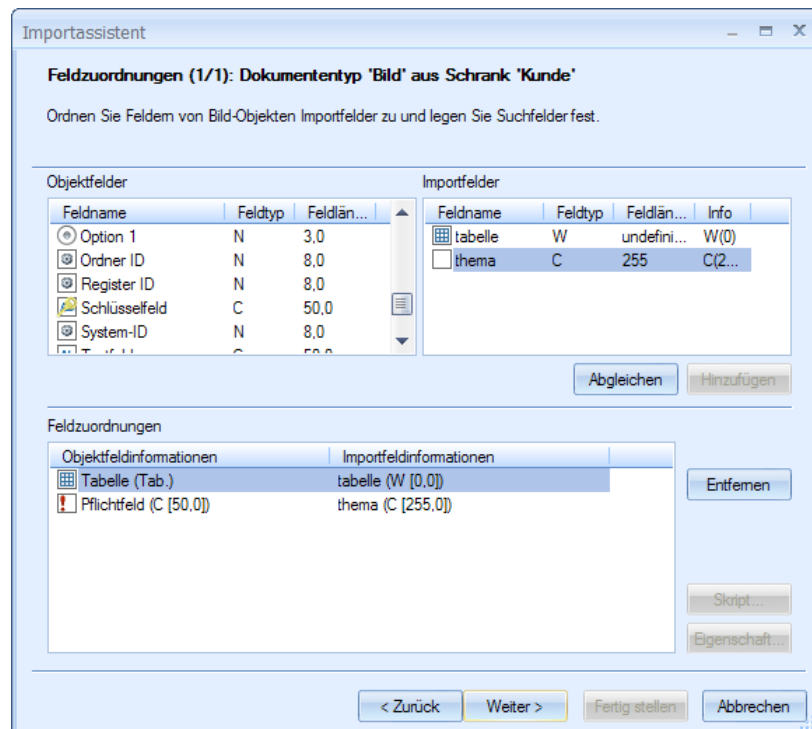 Importassistent
Feldzuordnungen (1/1): Dokumententyp 'Bild' aus Schrank 'Kunde'
Ordnen Sie Feldern von Bild-Objekten Importfelder zu und legen Sie Suchfelder fest.
Objektfelder
Feldname Feldtyp Feldlän...
Option 1 N 3,0
Ordner ID N 8,0
Register ID N 8,0
Schlüsselfeld C 50,0
System-ID N 8,0
Importfelder
Feldname Feldtyp Feldlän... Info
tabelle W undefini... W(0)
thema C 255 C(2...
Abgleichen Hinzufügen
Feldzuordnungen
Objektfeldinformationen Importfeldinformationen
Tabelle (Tab.) tabelle (W [0,0])
Pflichtfeld (C [50,0]) thema (C [255,0])
Entfernen
Skript...
Eigenschaft...
< Zurück Weiter > Fertig stellen Abbrechen